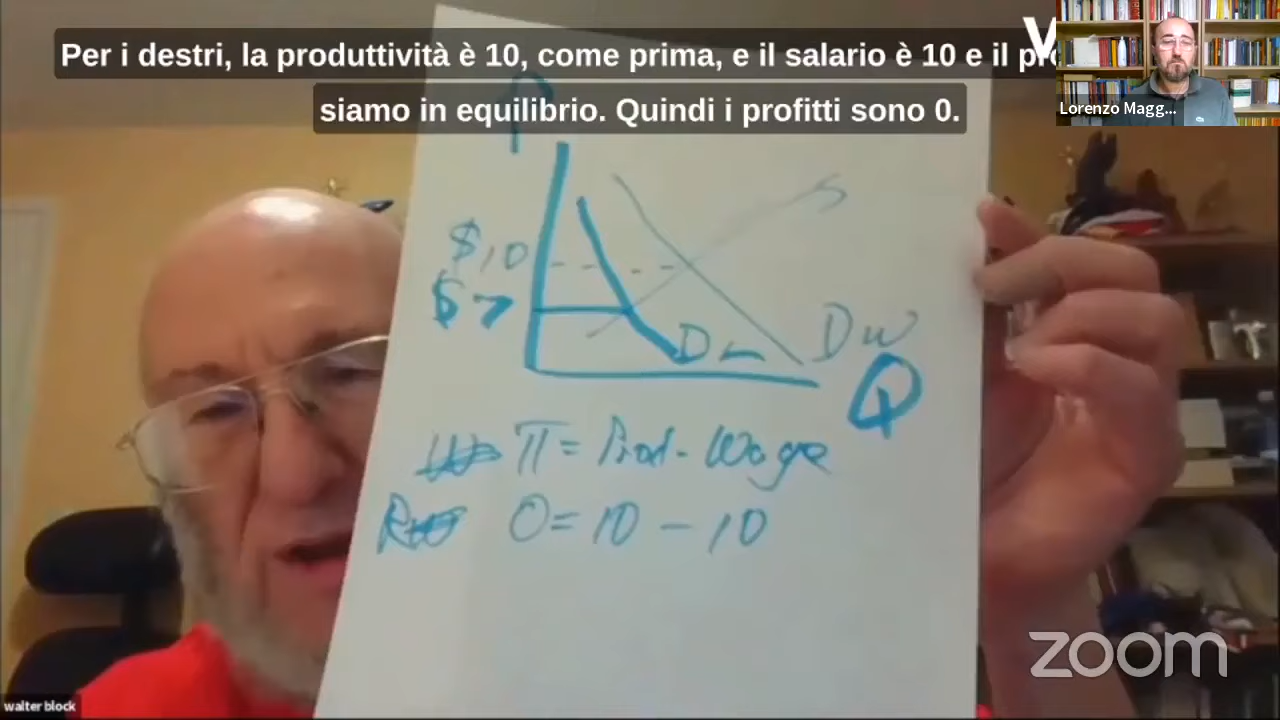 Per i destri, la produttività è 10, come prima, e il salario è 10 e il
siamo in equilibrio. Quindi i profitti sono 0.
Lorenzo Magg...
P
S
$10
$7
D
Dw
Q
π = Prod. - Wage
0 = 10 - 10
zoom
walter block